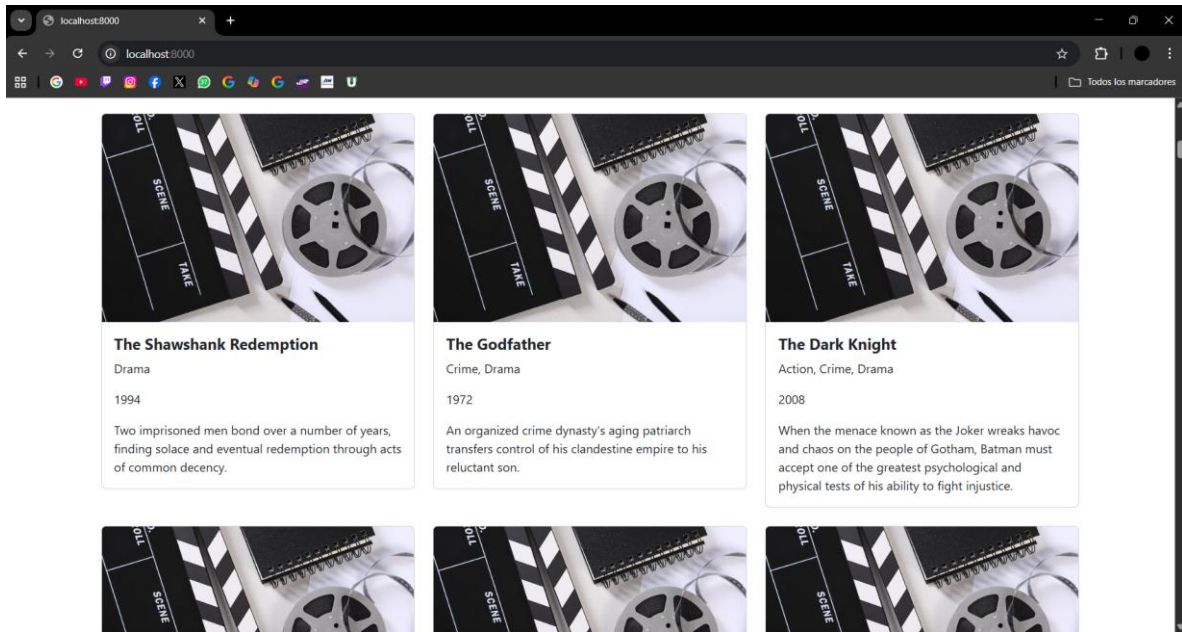 localhost:8000
localhost:8000
Todos los marcadores
SCENE
TAKE
SCENE
TAKE
SCENE
TAKE
The Shawshank Redemption
Drama
1994
Two imprisoned men bond over a number of years,
finding solace and eventual redemption through acts
of common decency.
The Godfather
Crime, Drama
1972
An organized crime dynasty's aging patriarch
transfers control of his clandestine empire to his
reluctant son.
The Dark Knight
Action, Crime, Drama
2008
When the menace known as the Joker wreaks havoc
and chaos on the people of Gotham, Batman must
accept one of the greatest psychological and
physical tests of his ability to fight injustice.
SCENE
SCENE
SCENE